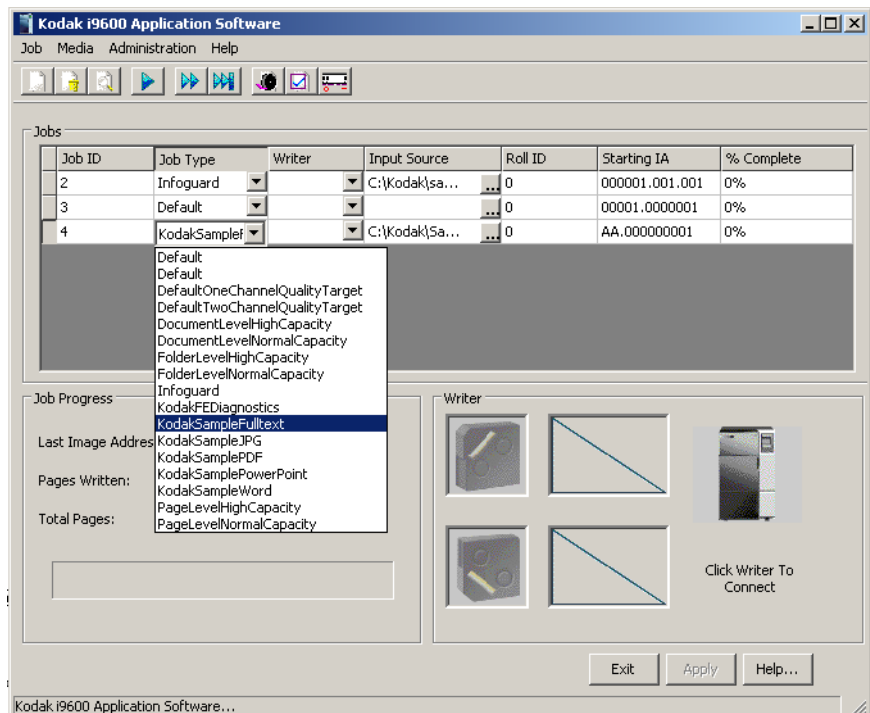 Kodak i9600 Application Software
Job Media Administration Help
Jobs
Job ID Job Type Writer Input Source Roll ID Starting IA % Complete
2 Infoguard C:\Kodak\sa... ... 0 000001.001.001 0%
3 Default ... 0 00001.0000001 0%
4 KodakSampleF C:\Kodak\Sa... ... 0 AA.000000001 0%
Default
Default
DefaultOneChannelQualityTarget
DefaultTwoChannelQualityTarget
DocumentLevelHighCapacity
DocumentLevelNormalCapacity
FolderLevelHighCapacity
FolderLevelNormalCapacity
Infoguard
KodakFEDiagnostics
KodakSampleFulltext
KodakSampleJPG
KodakSamplePDF
KodakSamplePowerPoint
KodakSampleWord
PageLevelHighCapacity
PageLevelNormalCapacity
Job Progress
Last Image Addres
Pages Written:
Total Pages:
Writer
Click Writer To
Connect
Exit Apply Help...
Kodak i9600 Application Software...